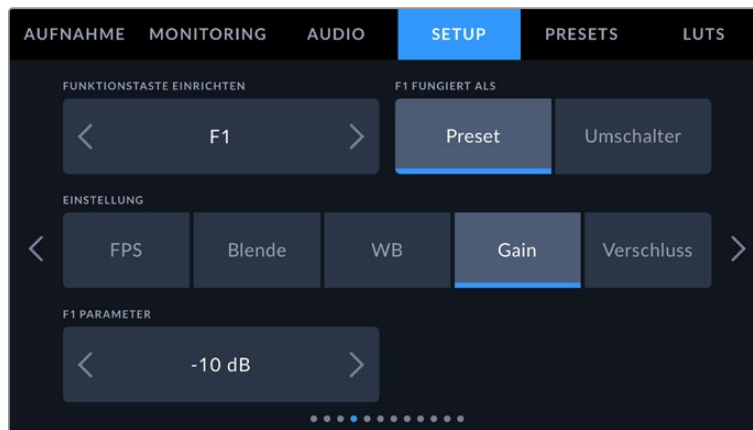 AUFNAHME MONITORING AUDIO SETUP PRESETS LUTS
FUNKTIONSTASTE EINRICHTEN F1 FUNGIERT ALS
F1 Preset Umschalter
EINSTELLUNG
FPS Blende WB Gain Verschluss
F1 PARAMETER
-10 dB